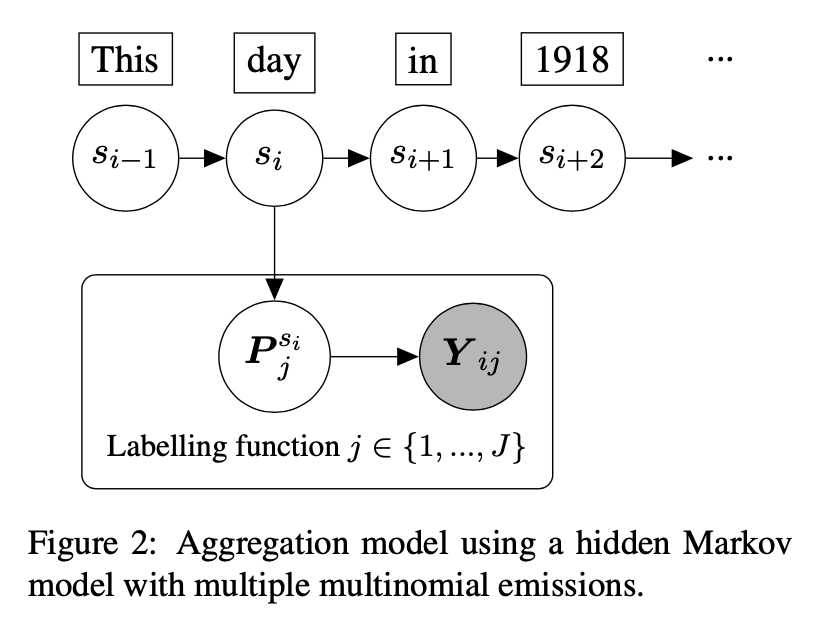 This day in 1918 ...
s_{i−1} s_i s_{i+1} s_{i+2} ...
P_j^{s_i} Y_{ij}
Labelling function j ∈ {1, ..., J}
Figure 2: Aggregation model using a hidden Markov
model with multiple multinomial emissions.